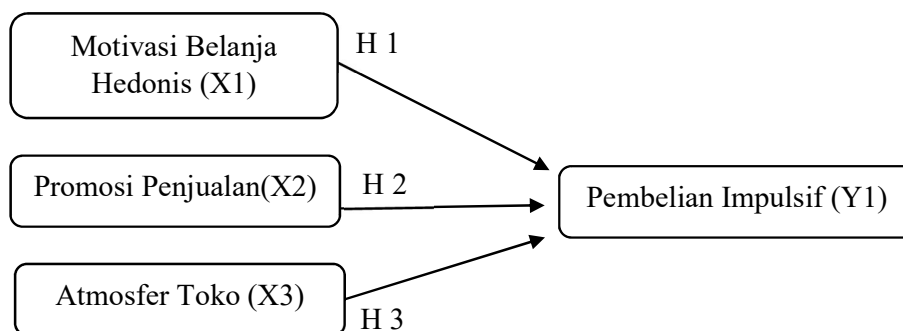 Motivasi Belanja
Hedonis (X1)
H 1
Promosi Penjualan(X2)
H 2
Pembelian Impulsif (Y1)
Atmosfer Toko (X3)
H 3